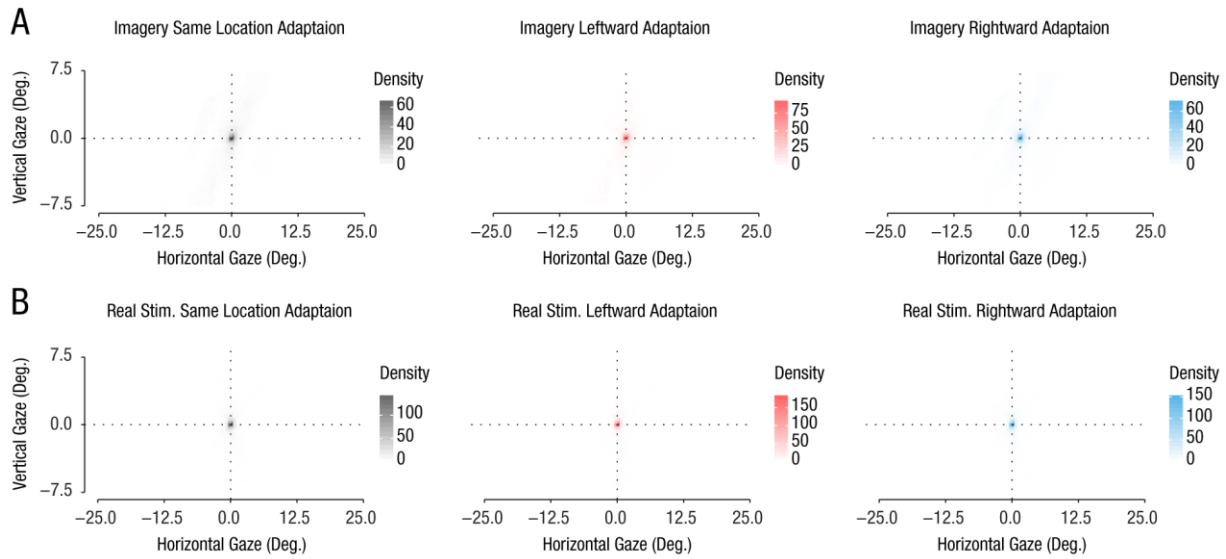 A
Imagery Same Location Adaptaion
Imagery Leftward Adaptaion
Imagery Rightward Adaptaion
Vertical Gaze (Deg.)
7.5
0.0
−7.5
Density
60
40
20
0
Density
75
50
25
0
Density
60
40
20
0
−25.0 −12.5 0.0 12.5 25.0
−25.0 −12.5 0.0 12.5 25.0
−25.0 −12.5 0.0 12.5 25.0
Horizontal Gaze (Deg.)
Horizontal Gaze (Deg.)
Horizontal Gaze (Deg.)
B
Real Stim. Same Location Adaptaion
Real Stim. Leftward Adaptaion
Real Stim. Rightward Adaptaion
Vertical Gaze (Deg.)
7.5
0.0
−7.5
Density
100
50
0
Density
150
100
50
0
Density
150
100
50
0
−25.0 −12.5 0.0 12.5 25.0
−25.0 −12.5 0.0 12.5 25.0
−25.0 −12.5 0.0 12.5 25.0
Horizontal Gaze (Deg.)
Horizontal Gaze (Deg.)
Horizontal Gaze (Deg.)